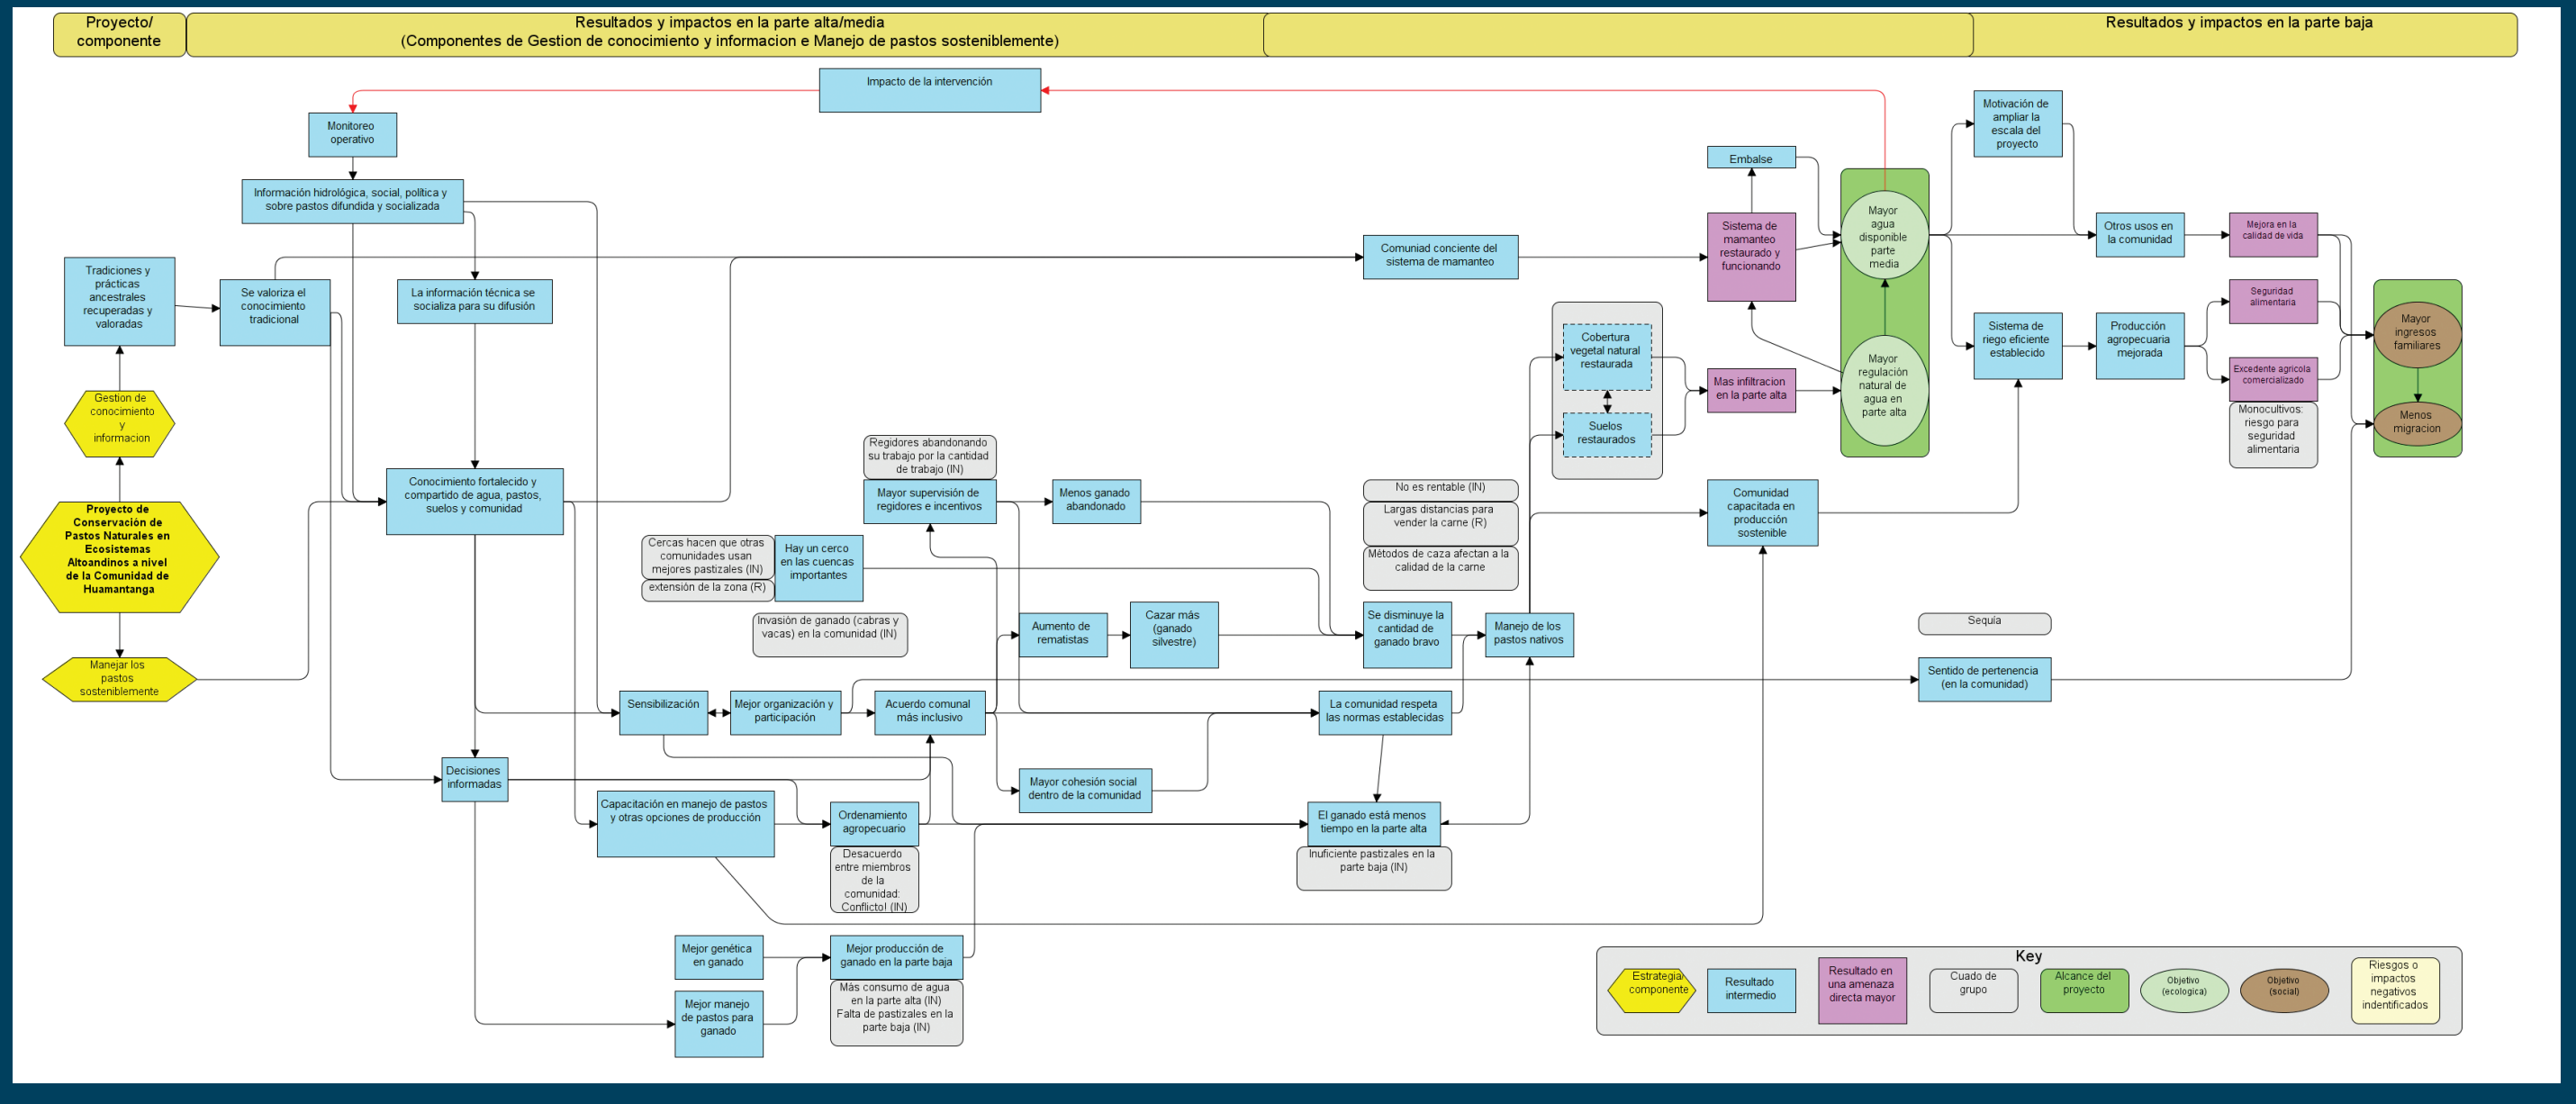 Proyecto/
componente
Resultados y impactos en la parte alta/media
(Componentes de Gestion de conocimiento y informacion e Manejo de pastos sosteniblemente)
Resultados y impactos en la parte baja
Impacto de la intervención
Monitoreo
operativo
Información hidrológica, social, política y
sobre pastos difundida y socializada
Tradiciones y
prácticas
ancestrales
recuperadas y
valoradas
Se valoriza el
conocimiento
tradicional
La información técnica se
socializa para su difusión
Gestion de
conocimiento
y
informacion
Proyecto de
Conservación de
Pastos Naturales en
Ecosistemas
Altoandinos a nivel
de la Comunidad de
Huamantanga
Manejar los
pastos
sosteniblemente
Conocimiento fortalecido y
compartido de agua, pastos,
suelos y comunidad
Decisiones
informadas
Regidores abandonando
su trabajo por la cantidad
de trabajo (IN)
Mayor supervisión de
regidores e incentivos
Menos ganado
abandonado
Cercas hacen que otras
comunidades usan
mejores pastizales (IN)
extensión de la zona (R)
Hay un cerco
en las cuencas
importantes
Invasión de ganado (cabras y
vacas) en la comunidad (IN)
Aumento de
rematistas
Cazar más
(ganado
silvestre)
Sensibilización
Mejor organización y
participación
Acuerdo comunal
más inclusivo
Mayor cohesión social
dentro de la comunidad
Capacitación en manejo de pastos
y otras opciones de producción
Ordenamiento
agropecuario
Desacuerdo
entre miembros
de la
comunidad:
Conflicto! (IN)
Mejor genética
en ganado
Mejor manejo
de pastos para
ganado
Mejor producción de
ganado en la parte baja
Más consumo de agua
en la parte alta (IN)
Falta de pastizales en la
parte baja (IN)
Comuniad conciente del
sistema de mamanteo
No es rentable (IN)
Largas distancias para
vender la carne (R)
Métodos de caza afectan a la
calidad de la carne
Se disminuye la
cantidad de
ganado bravo
Manejo de los
pastos nativos
La comunidad respeta
las normas establecidas
El ganado está menos
tiempo en la parte alta
Inuficiente pastizales en la
parte baja (IN)
Cobertura
vegetal natural
restaurada
Suelos
restaurados
Embalse
Sistema de
mamanteo
restaurado y
funcionando
Mas infiltracion
en la parte alta
Comunidad
capacitada en
producción
sostenible
Mayor
agua
disponible
parte
media
Mayor
regulación
natural de
agua en
parte alta
Motivación de
ampliar la
escala del
proyecto
Otros usos en
la comunidad
Sistema de
riego eficiente
establecido
Producción
agropecuaria
mejorada
Mejora en la
calidad de vida
Seguridad
alimentaria
Excedente agricola
comercializado
Monocultivos:
riesgo para
seguridad
alimentaria
Mayor
ingresos
familiares
Menos
migracion
Sequía
Sentido de pertenencia
(en la comunidad)
Key
Estrategia/
componente
Resultado
intermedio
Resultado en
una amenaza
directa mayor
Cuado de
grupo
Alcance del
proyecto
Objetivo
(ecologica)
Objetivo
(social)
Riesgos o
impactos
negativos
indentificados